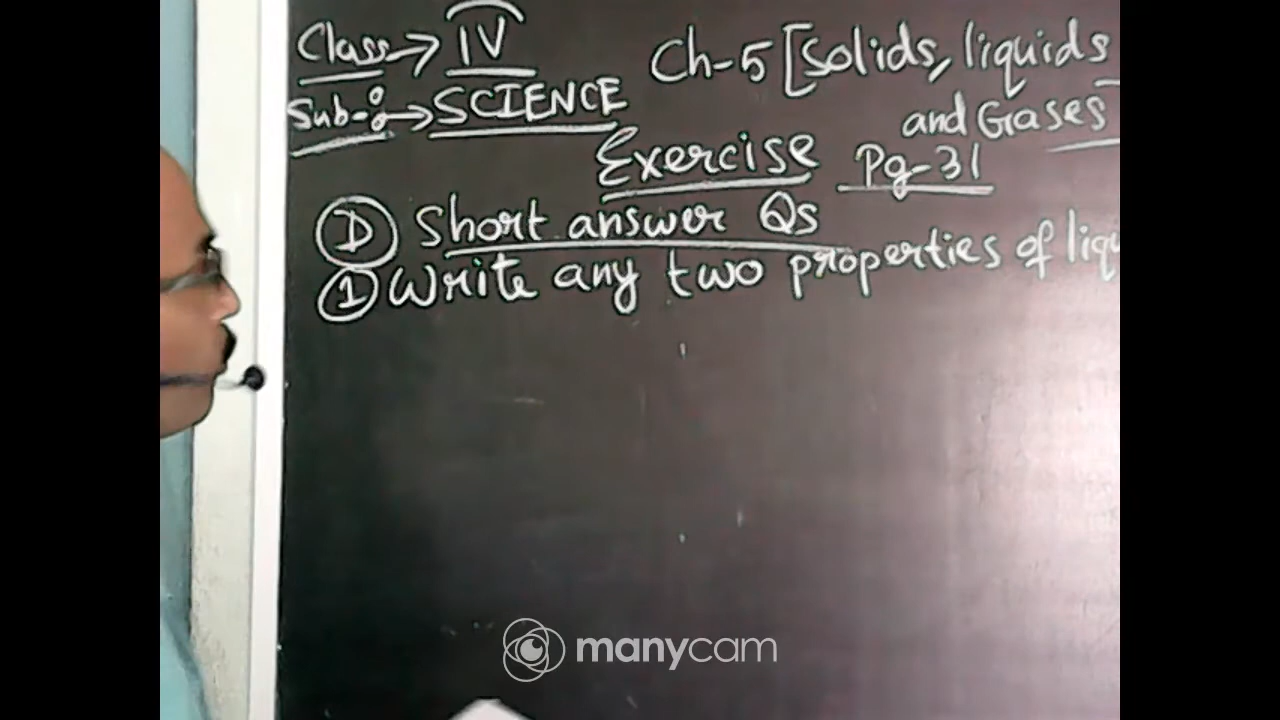 Class → IV
Ch-5 [Solids, liquids
Sub-: → SCIENCE
and Gases
Exercise Pg-31
(D) Short answer Qs
(1) Write any two properties of liqu
manycam